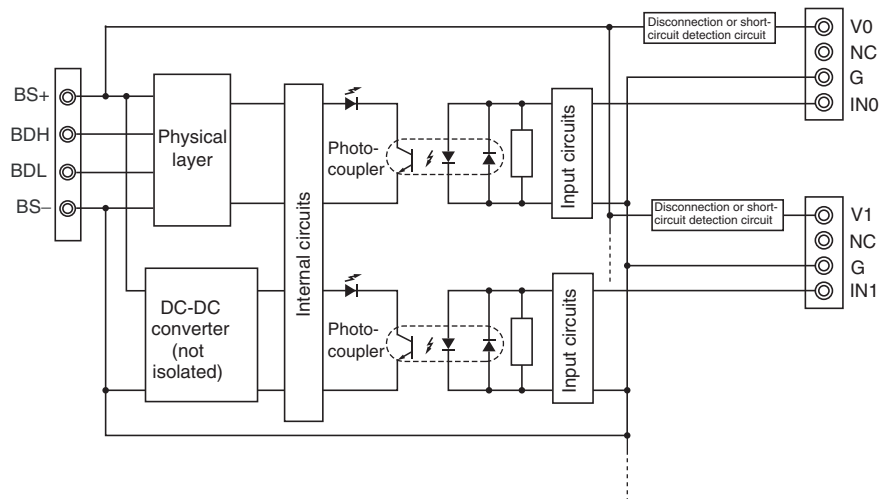 Disconnection or short-
circuit detection circuit
V0
NC
G
IN0
BS+
BDH
BDL
BS–
Physical
layer
Photo-
coupler
Internal circuits
Input circuits
Disconnection or short-
circuit detection circuit
V1
NC
G
IN1
DC-DC
converter
(not
isolated)
Photo-
coupler
Input circuits